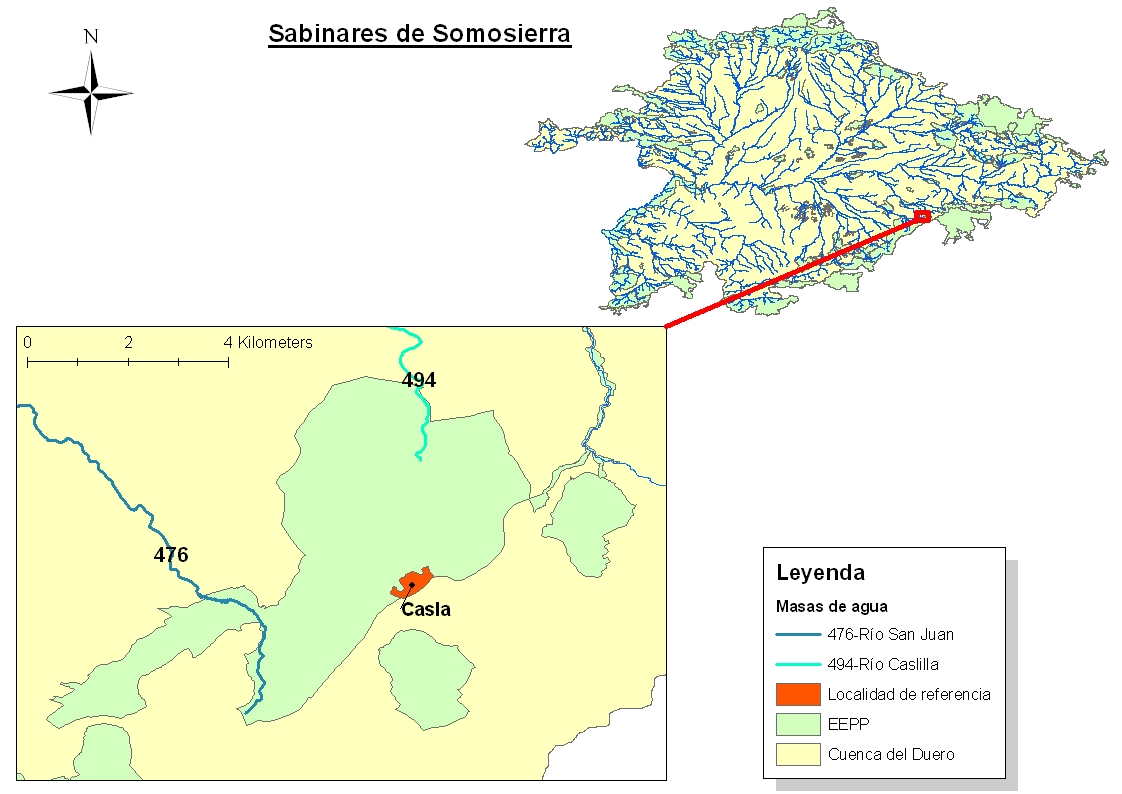 Sabinares de Somosierra
N
0 2 4 Kilometers
494
476
Casla
Leyenda
Masas de agua
476-Río San Juan
494-Río Caslilla
Localidad de referencia
EEPP
Cuenca del Duero